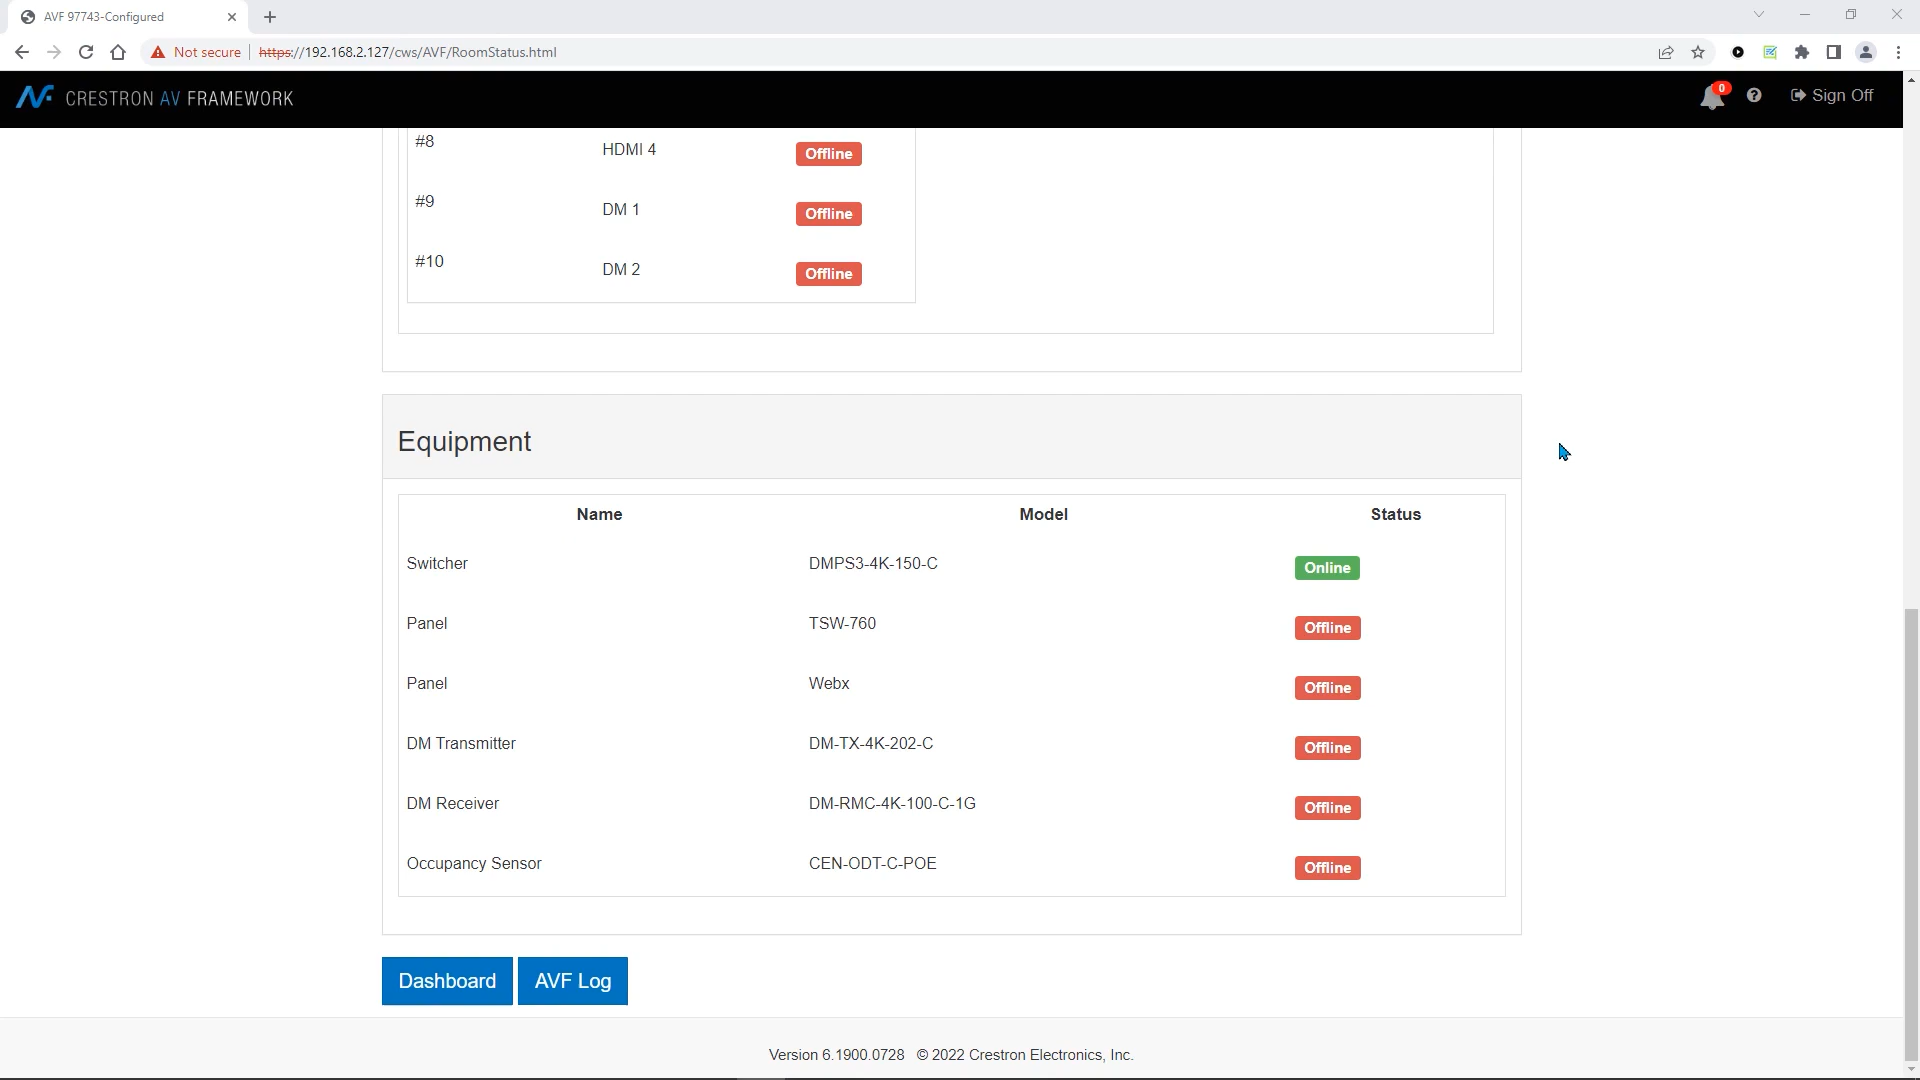 AVF 97743-Configured
Not secure https://192.168.2.127/cws/AVF/RoomStatus.html
CRESTRON AV FRAMEWORK 0 Sign Off
#8 HDMI 4 Offline
#9 DM 1 Offline
#10 DM 2 Offline
Equipment
Name Model Status
Switcher DMPS3-4K-150-C Online
Panel TSW-760 Offline
Panel Webx Offline
DM Transmitter DM-TX-4K-202-C Offline
DM Receiver DM-RMC-4K-100-C-1G Offline
Occupancy Sensor CEN-ODT-C-POE Offline
Dashboard AVF Log
Version 6.1900.0728 © 2022 Crestron Electronics, Inc.